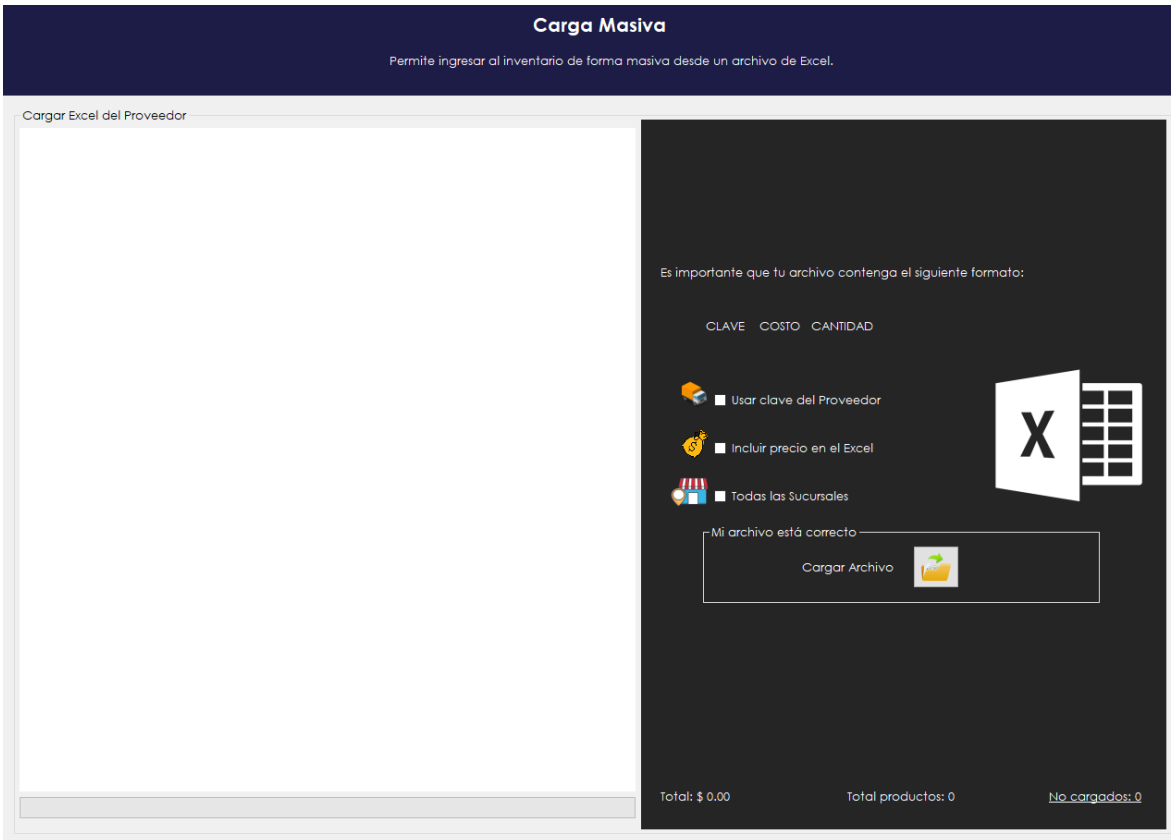 Carga Masiva
Permite ingresar al inventario de forma masiva desde un archivo de Excel.
Cargar Excel del Proveedor
Es importante que tu archivo contenga el siguiente formato:
CLAVE COSTO CANTIDAD
Usar clave del Proveedor
Incluir precio en el Excel
Todas las Sucursales
X
Mi archivo está correcto
Cargar Archivo
Total: $ 0.00 Total productos: 0 No cargados: 0